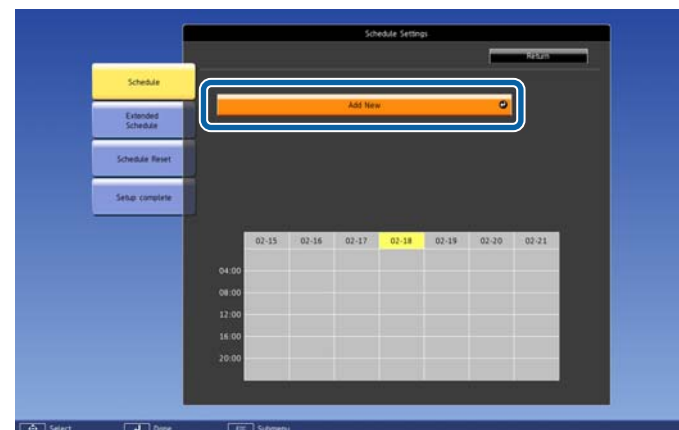 Schedule Settings
Return
Schedule
Add New
Extended
Schedule
Schedule Reset
Setup complete
02-15 02-16 02-17 02-18 02-19 02-20 02-21
04:00
08:00
12:00
16:00
20:00
Select Done ESC Submenu